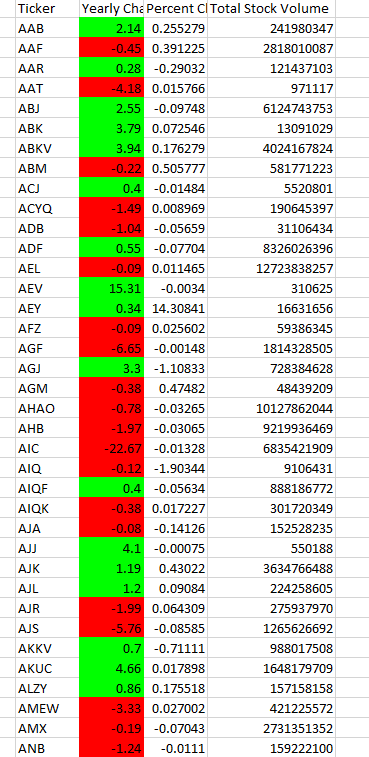 Ticker Yearly Cha Percent Cl Total Stock Volume
AAB 2.14 0.255279 241980347
AAF -0.45 0.391225 2818010087
AAR 0.28 -0.29032 121437103
AAT -4.18 0.015766 971117
ABJ 2.55 -0.09748 6124743753
ABK 3.79 0.072546 13091029
ABKV 3.94 0.176279 4024167824
ABM -0.22 0.505777 581771223
ACJ 0.4 -0.01484 5520801
ACYQ -1.49 0.008969 190645397
ADB -1.04 -0.05659 31106434
ADF 0.55 -0.07704 8326026396
AEL -0.09 0.011465 12723838257
AEV 15.31 -0.0034 310625
AEY 0.34 14.30841 16631656
AFZ -0.09 0.025602 59386345
AGF -6.65 -0.00148 1814328505
AGJ 3.3 -1.10833 728384628
AGM -0.38 0.47482 48439209
AHAO -0.78 -0.03265 10127862044
AHB -1.97 -0.03065 9219936469
AIC -22.67 -0.01328 6835421909
AIQ -0.12 -1.90344 9106431
AIQF 0.4 -0.05634 888186772
AIQK -0.38 0.017227 301720349
AJA -0.08 -0.14126 152528235
AJJ 4.1 -0.00075 550188
AJK 1.19 0.43022 3634766488
AJL 1.2 0.09084 224258605
AJR -1.99 0.064309 275937970
AJS -5.76 -0.08585 1265626692
AKKV 0.7 -0.71111 988017508
AKUC 4.66 0.017898 1648179709
ALZY 0.86 0.175518 157158158
AMEW -3.33 0.027002 421225572
AMX -0.19 -0.07043 2731351352
ANB -1.24 -0.0111 159222100